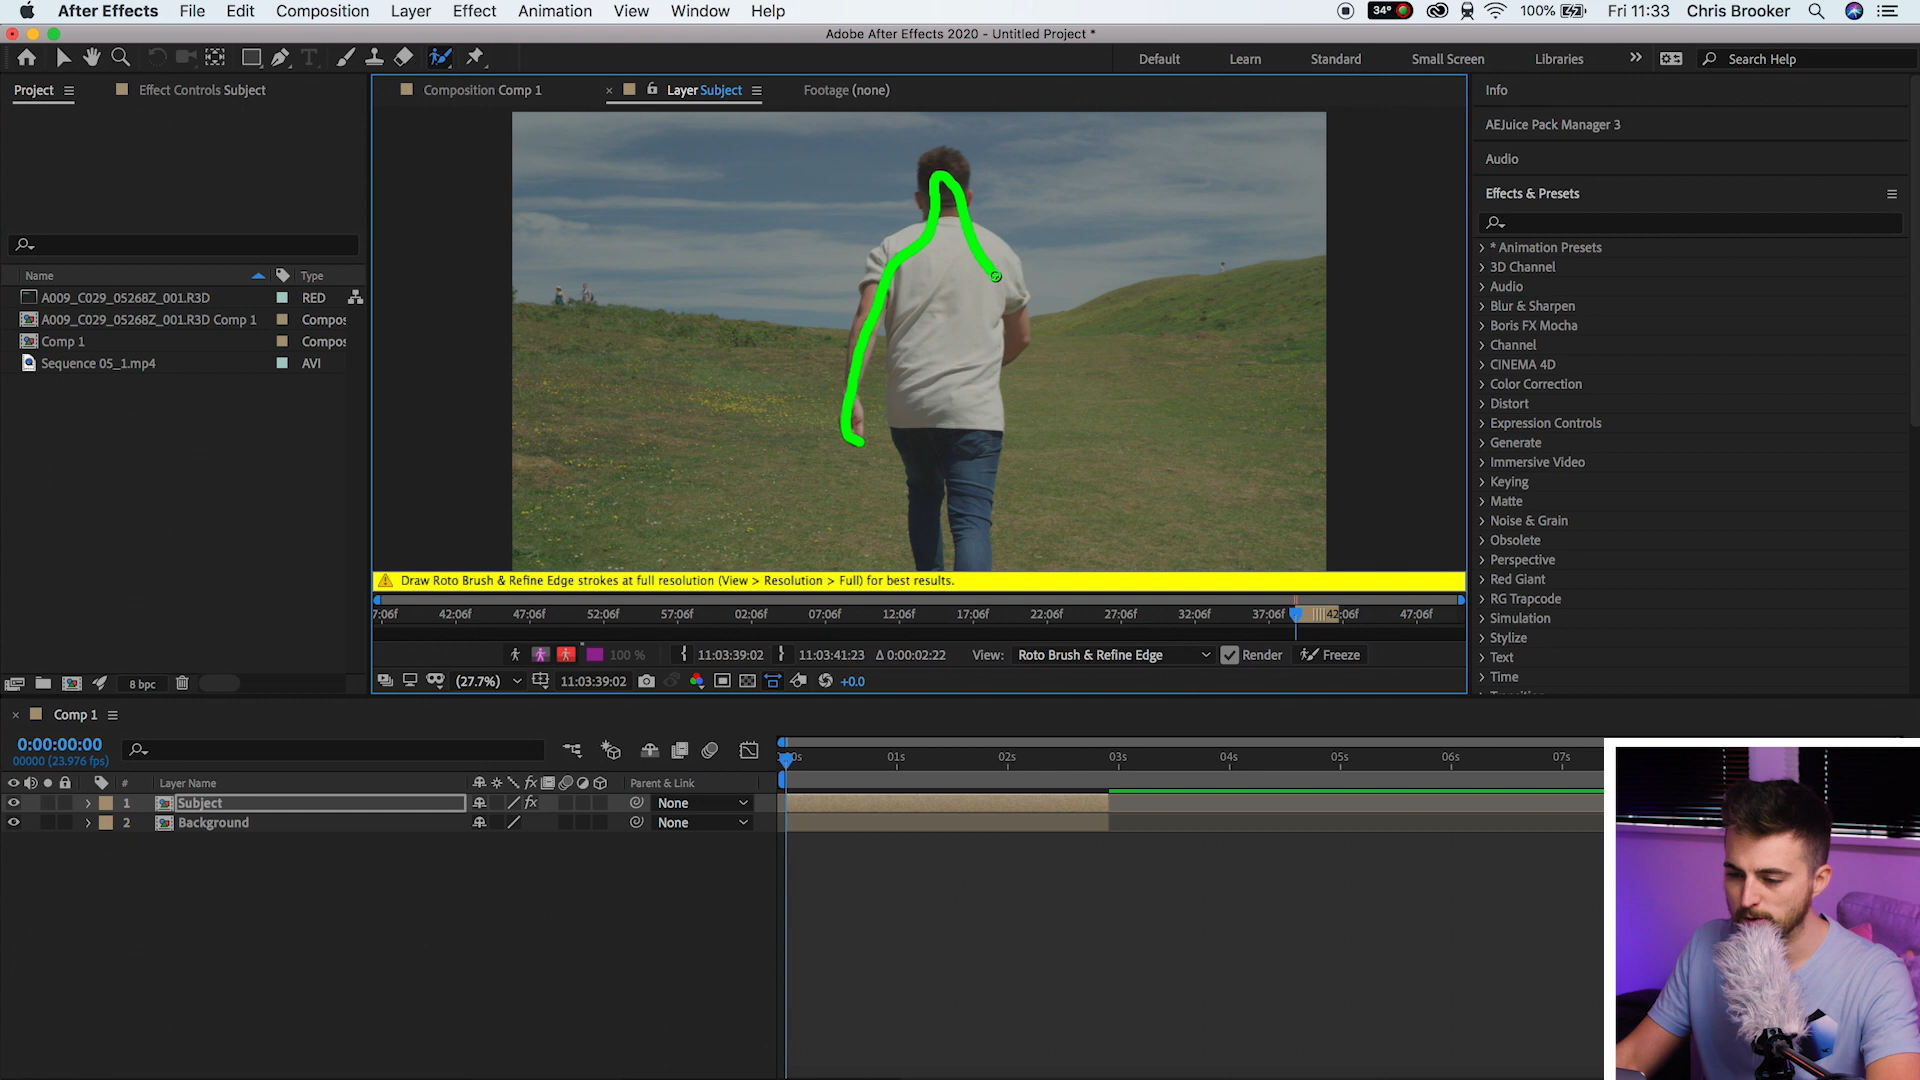 After Effects File Edit Composition Layer Effect Animation View Window Help 34° 100% Fri 11:33 Chris Brooker
Adobe After Effects 2020 - Untitled Project *
Default Learn Standard Small Screen Libraries Search Help
Project Effect Controls Subject
Composition Comp 1 Layer Subject Footage (none)
Info
AEJuice Pack Manager 3
Audio
Effects & Presets
Name Type
A009_C029_05268Z_001.R3D RED
A009_C029_05268Z_001.R3D Comp 1 Compos
Comp 1 Compos
Sequence 05_1.mp4 AVI
* Animation Presets
3D Channel
Audio
Blur & Sharpen
Boris FX Mocha
Channel
CINEMA 4D
Color Correction
Distort
Expression Controls
Generate
Immersive Video
Keying
Matte
Noise & Grain
Obsolete
Perspective
Red Giant
RG Trapcode
Simulation
Stylize
Text
Time
Draw Roto Brush & Refine Edge strokes at full resolution (View > Resolution > Full) for best results.
7:06f 42:06f 47:06f 52:06f 57:06f 02:06f 07:06f 12:06f 17:06f 22:06f 27:06f 32:06f 37:06f 42:06f 47:06f
100 % 11:03:39:02 11:03:41:23 Δ 0:00:02:22 View: Roto Brush & Refine Edge Render Freeze
8 bpc (27.7%) 11:03:39:02 +0.0
Comp 1
0:00:00:00
00000 (23.976 fps)
01s 02s 03s 04s 05s 06s 07s
# Layer Name fx Parent & Link
1 Subject fx None
2 Background None